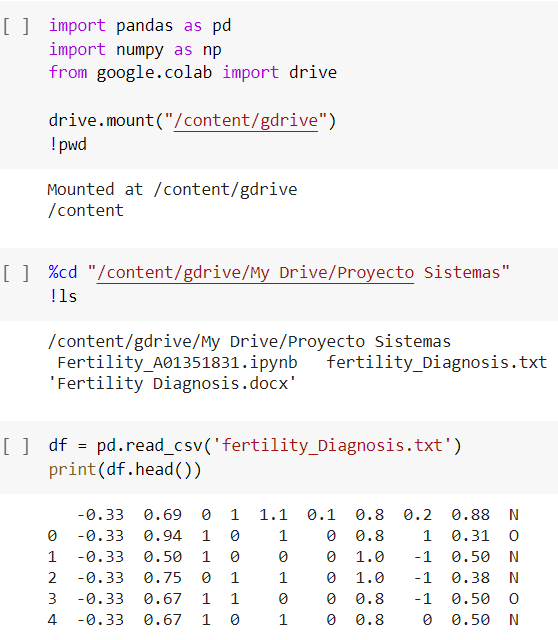 [ ] import pandas as pd
import numpy as np
from google.colab import drive
drive.mount("/content/gdrive")
!pwd
Mounted at /content/gdrive
/content
[ ] %cd "/content/gdrive/My Drive/Proyecto Sistemas"
!ls
/content/gdrive/My Drive/Proyecto Sistemas
 Fertility_A01351831.ipynb   fertility_Diagnosis.txt
'Fertility Diagnosis.docx'
[ ] df = pd.read_csv('fertility_Diagnosis.txt')
print(df.head())
   -0.33  0.69  0  1  1.1  0.1  0.8  0.2  0.88  N
0  -0.33  0.94  1  0    1    0  0.8    1  0.31  O
1  -0.33  0.50  1  0    0    0  1.0   -1  0.50  N
2  -0.33  0.75  0  1    1    0  1.0   -1  0.38  N
3  -0.33  0.67  1  1    0    0  0.8   -1  0.50  O
4  -0.33  0.67  1  0    1    0  0.8    0  0.50  N